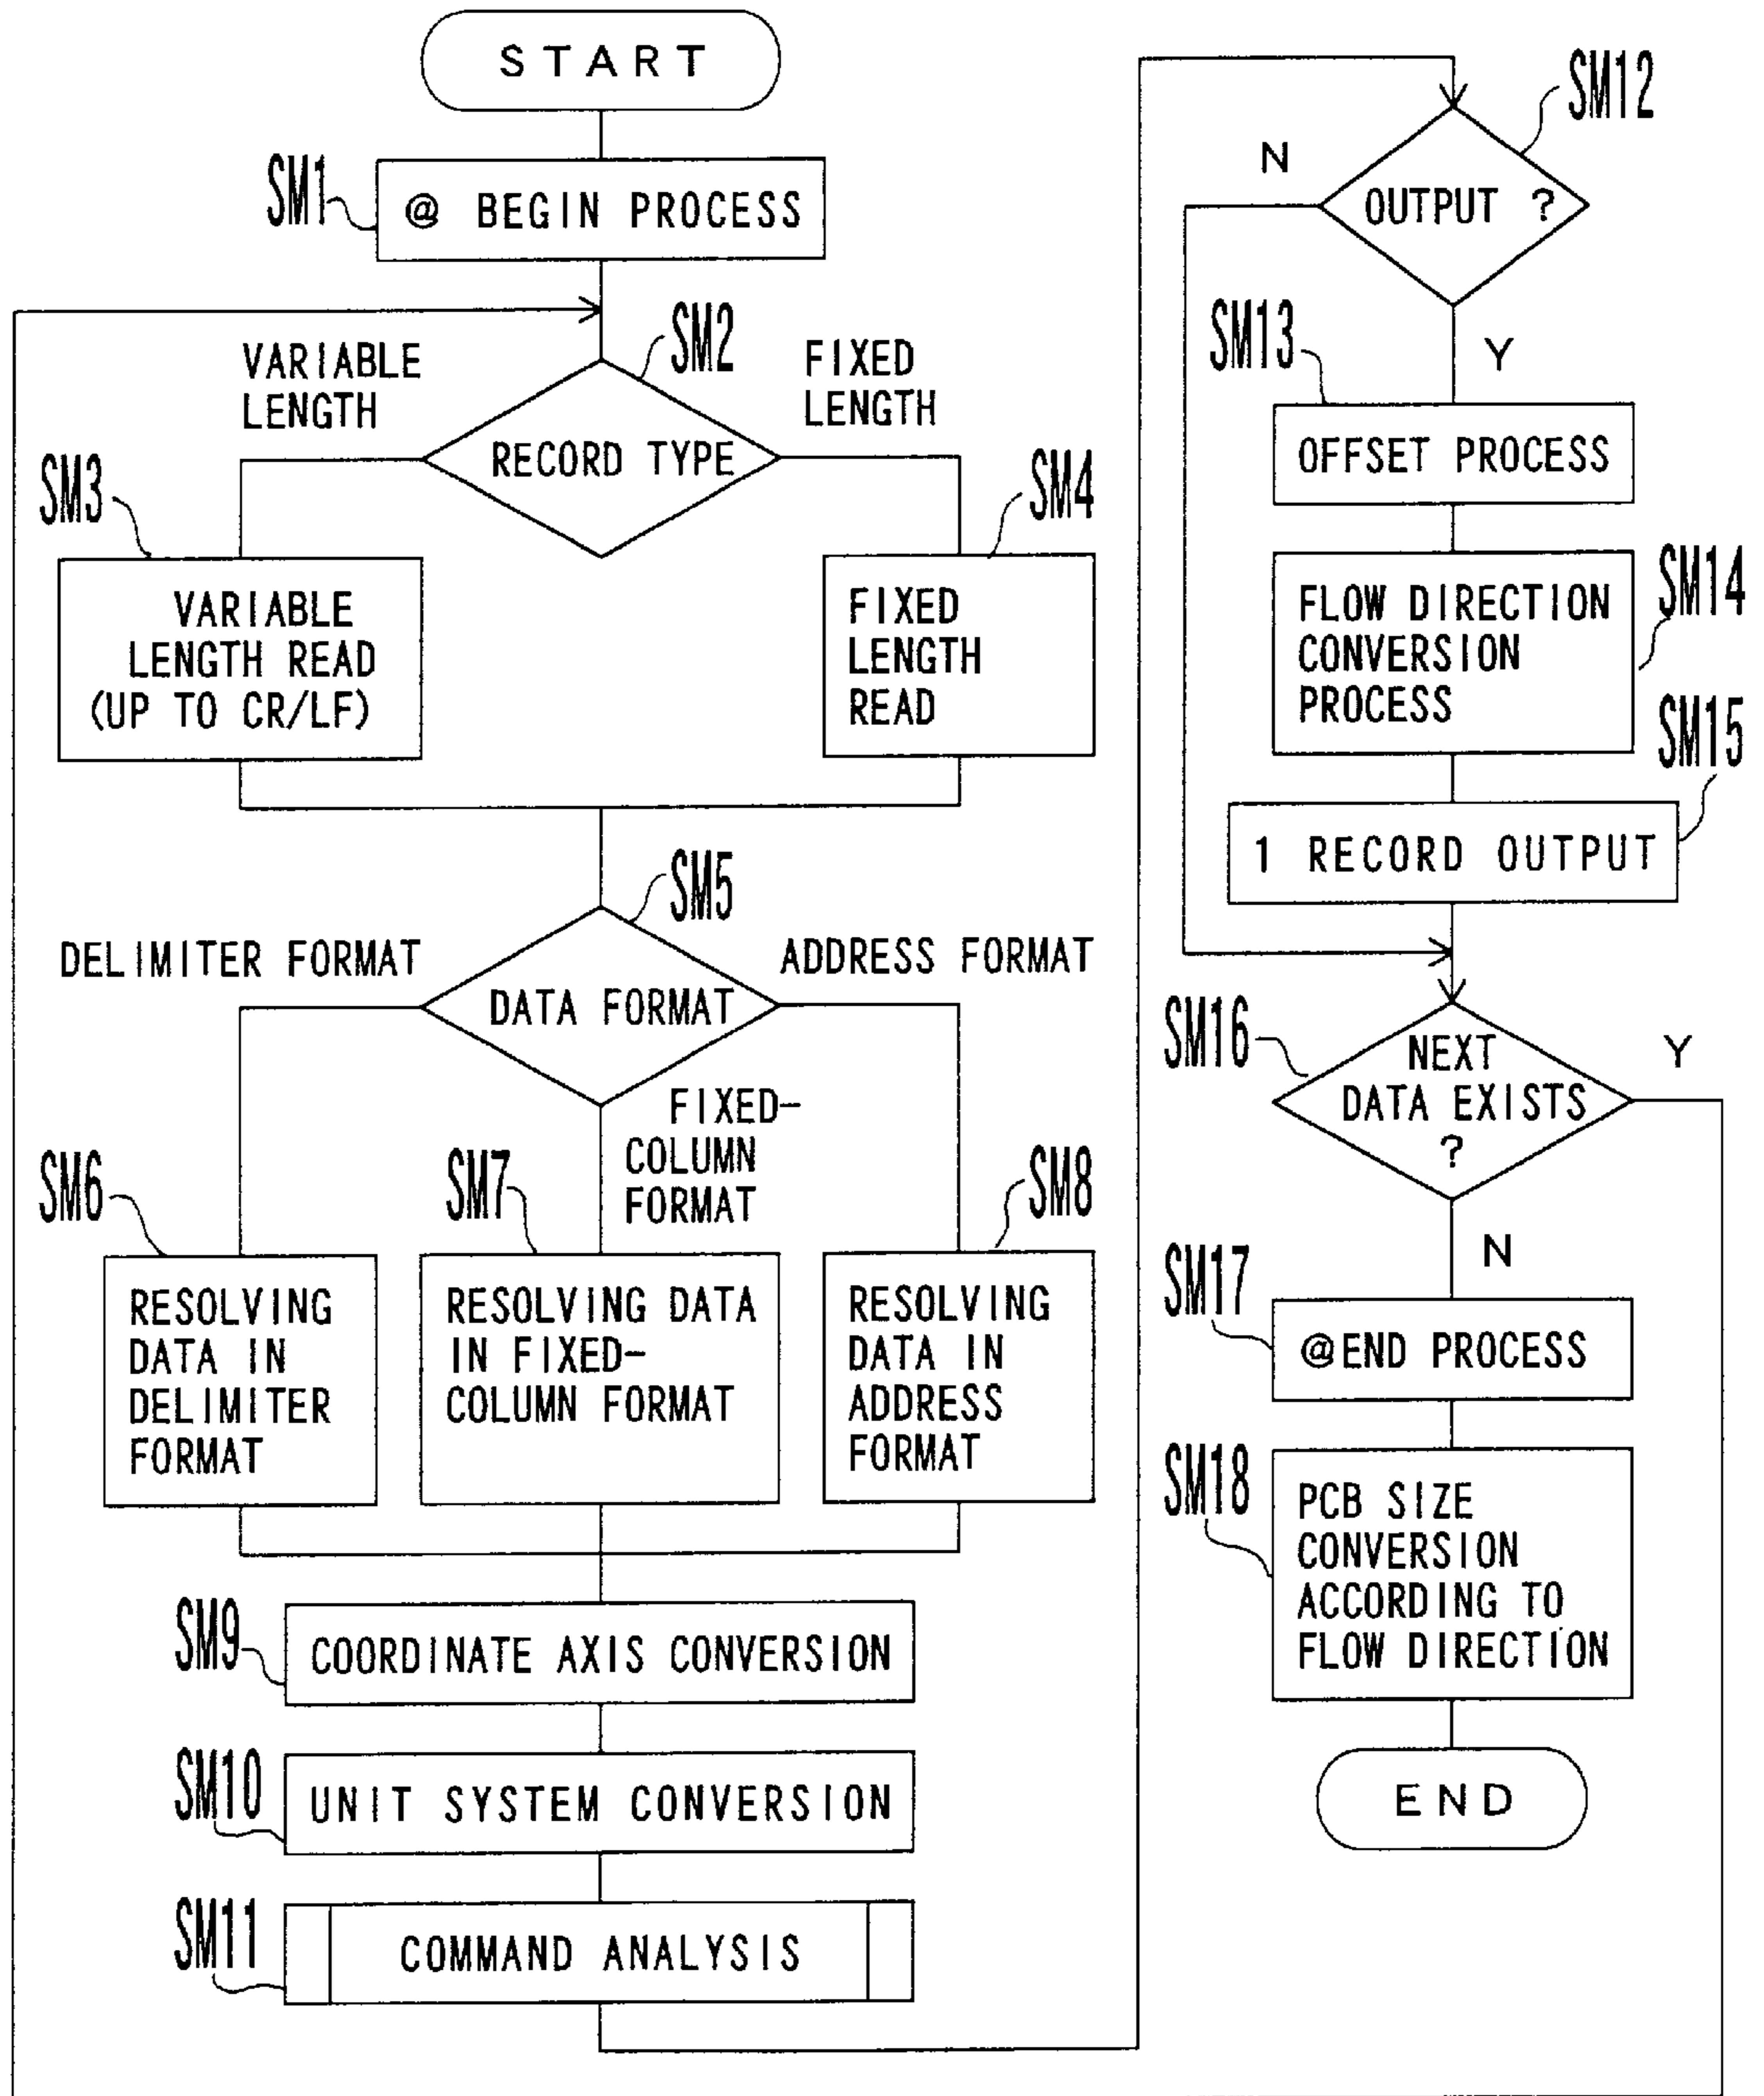 START
SM1
@ BEGIN PROCESS
SM2
VARIABLE
LENGTH
FIXED
LENGTH
RECORD TYPE
SM3
SM4
VARIABLE
LENGTH READ
(UP TO CR/LF)
FIXED
LENGTH
READ
SM5
DELIMITER FORMAT
ADDRESS FORMAT
DATA FORMAT
FIXED-
COLUMN
FORMAT
SM6
SM7
SM8
RESOLVING
DATA IN
DELIMITER
FORMAT
RESOLVING DATA
IN FIXED-
COLUMN FORMAT
RESOLVING
DATA IN
ADDRESS
FORMAT
SM9
COORDINATE AXIS CONVERSION
SM10
UNIT SYSTEM CONVERSION
SM11
COMMAND ANALYSIS
SM12
N
OUTPUT ?
Y
SM13
OFFSET PROCESS
SM14
FLOW DIRECTION
CONVERSION
PROCESS
SM15
1 RECORD OUTPUT
SM16
NEXT
DATA EXISTS
?
Y
N
SM17
@END PROCESS
SM18
PCB SIZE
CONVERSION
ACCORDING TO
FLOW DIRECTION
END